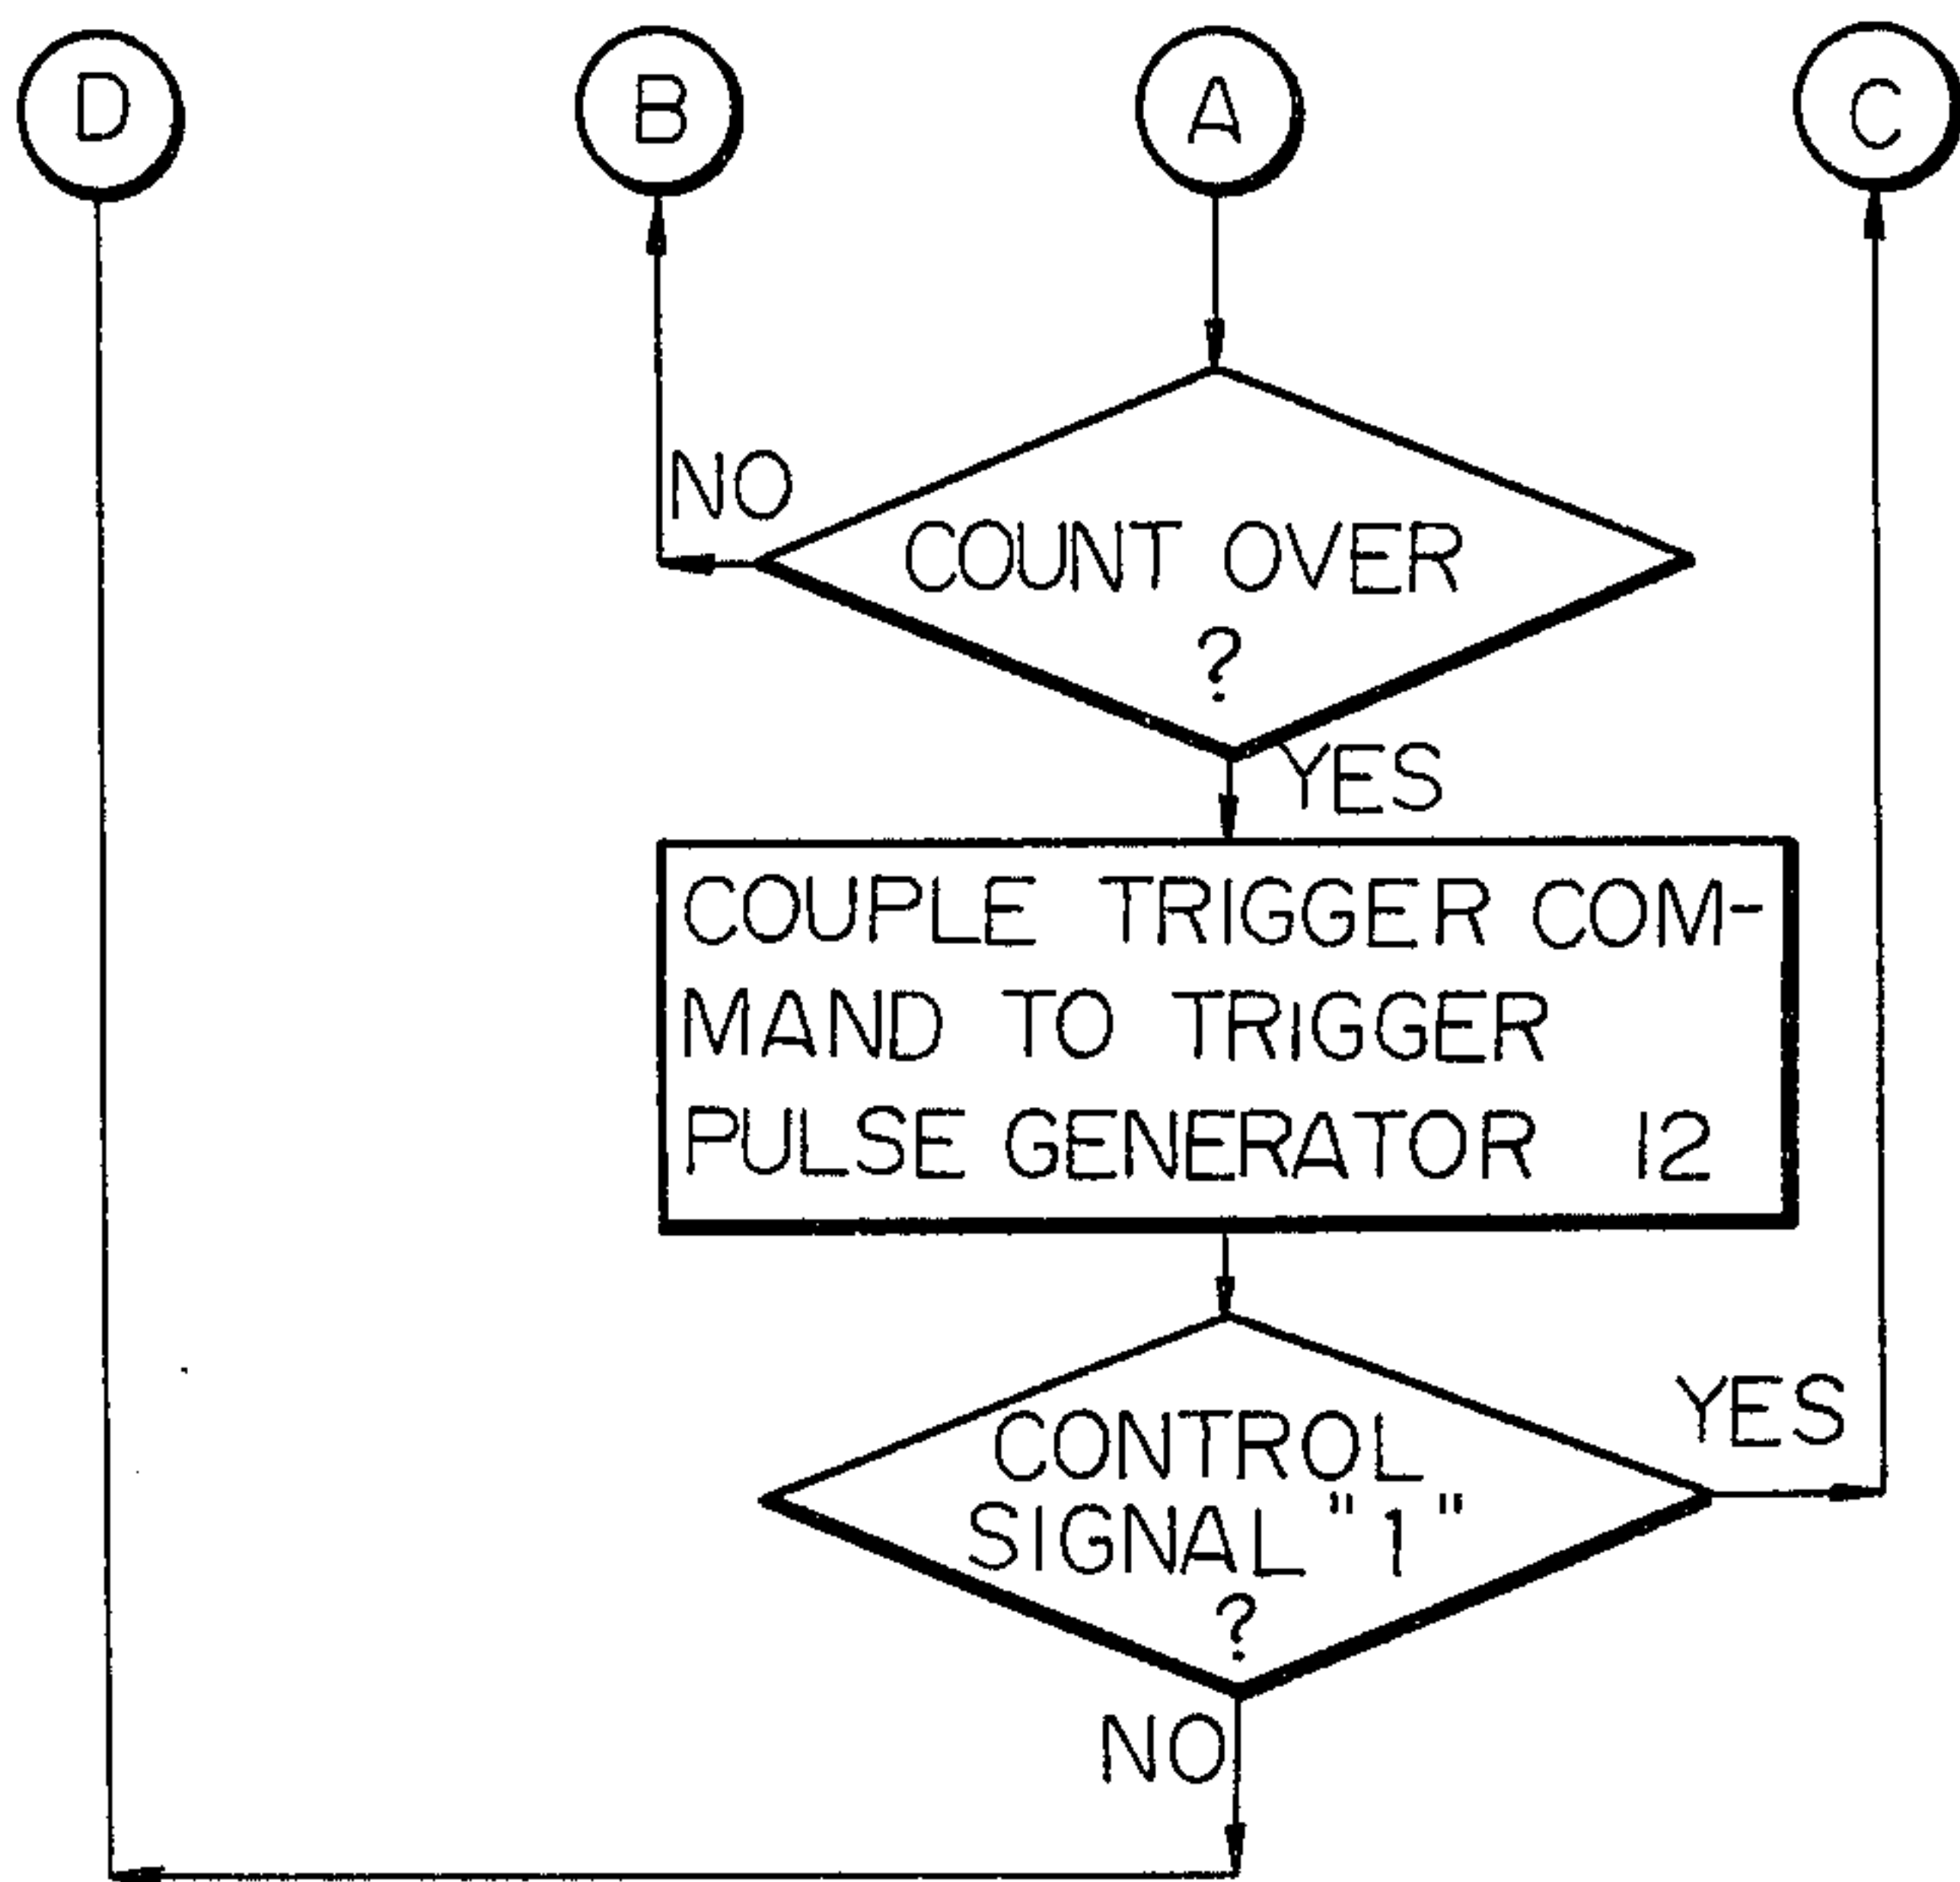 D
B
A
C
NO
COUNT OVER
?
YES
COUPLE TRIGGER COM-
MAND TO TRIGGER
PULSE GENERATOR 12
YES
CONTROL
SIGNAL "1"
?
NO